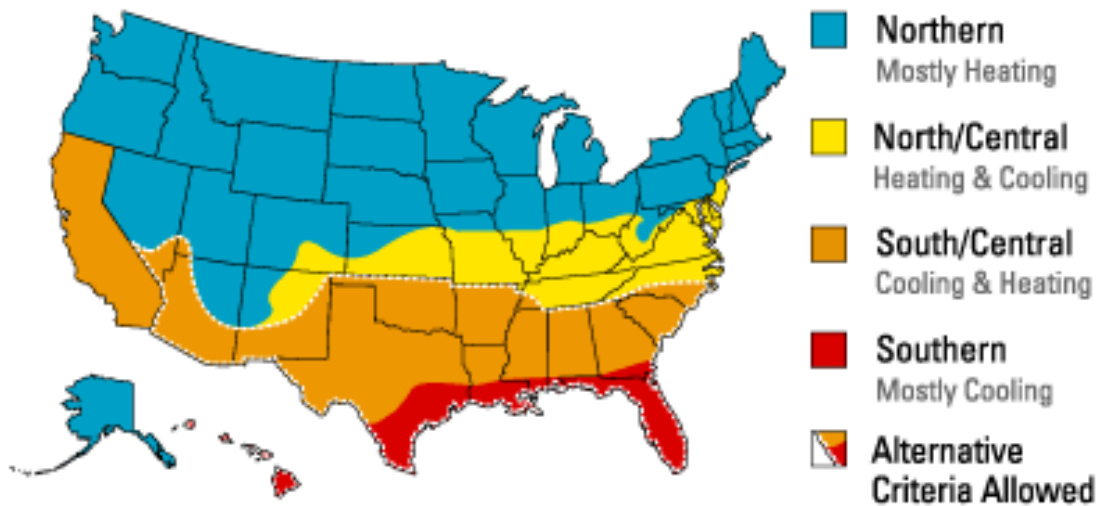 Northern
Mostly Heating
North/Central
Heating & Cooling
South/Central
Cooling & Heating
Southern
Mostly Cooling
Alternative
Criteria Allowed